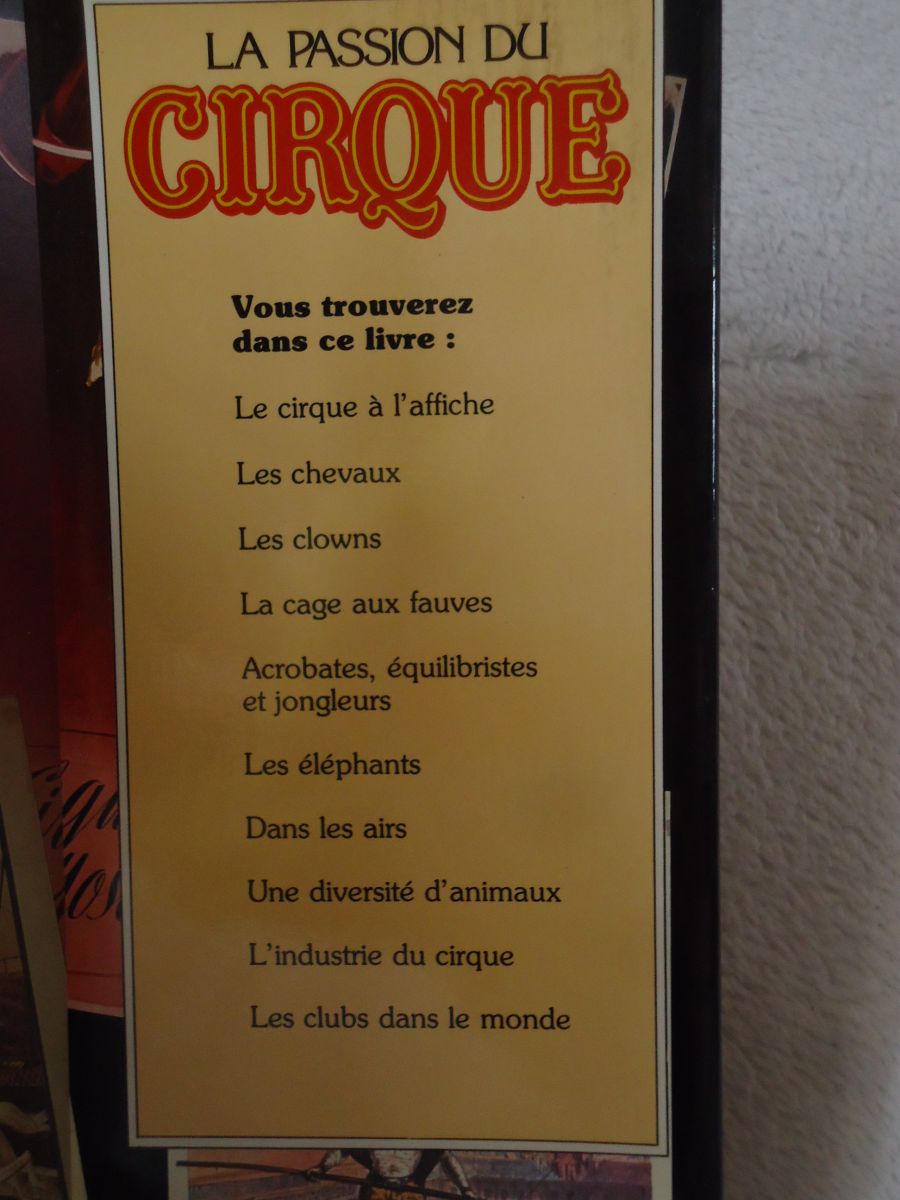 LA PASSION DU
CIRQUE
Vous trouverez
dans ce livre :
Le cirque à l'affiche
Les chevaux
Les clowns
La cage aux fauves
Acrobates, équilibristes
et jongleurs
Les éléphants
Dans les airs
Une diversité d'animaux
L'industrie du cirque
Les clubs dans le monde